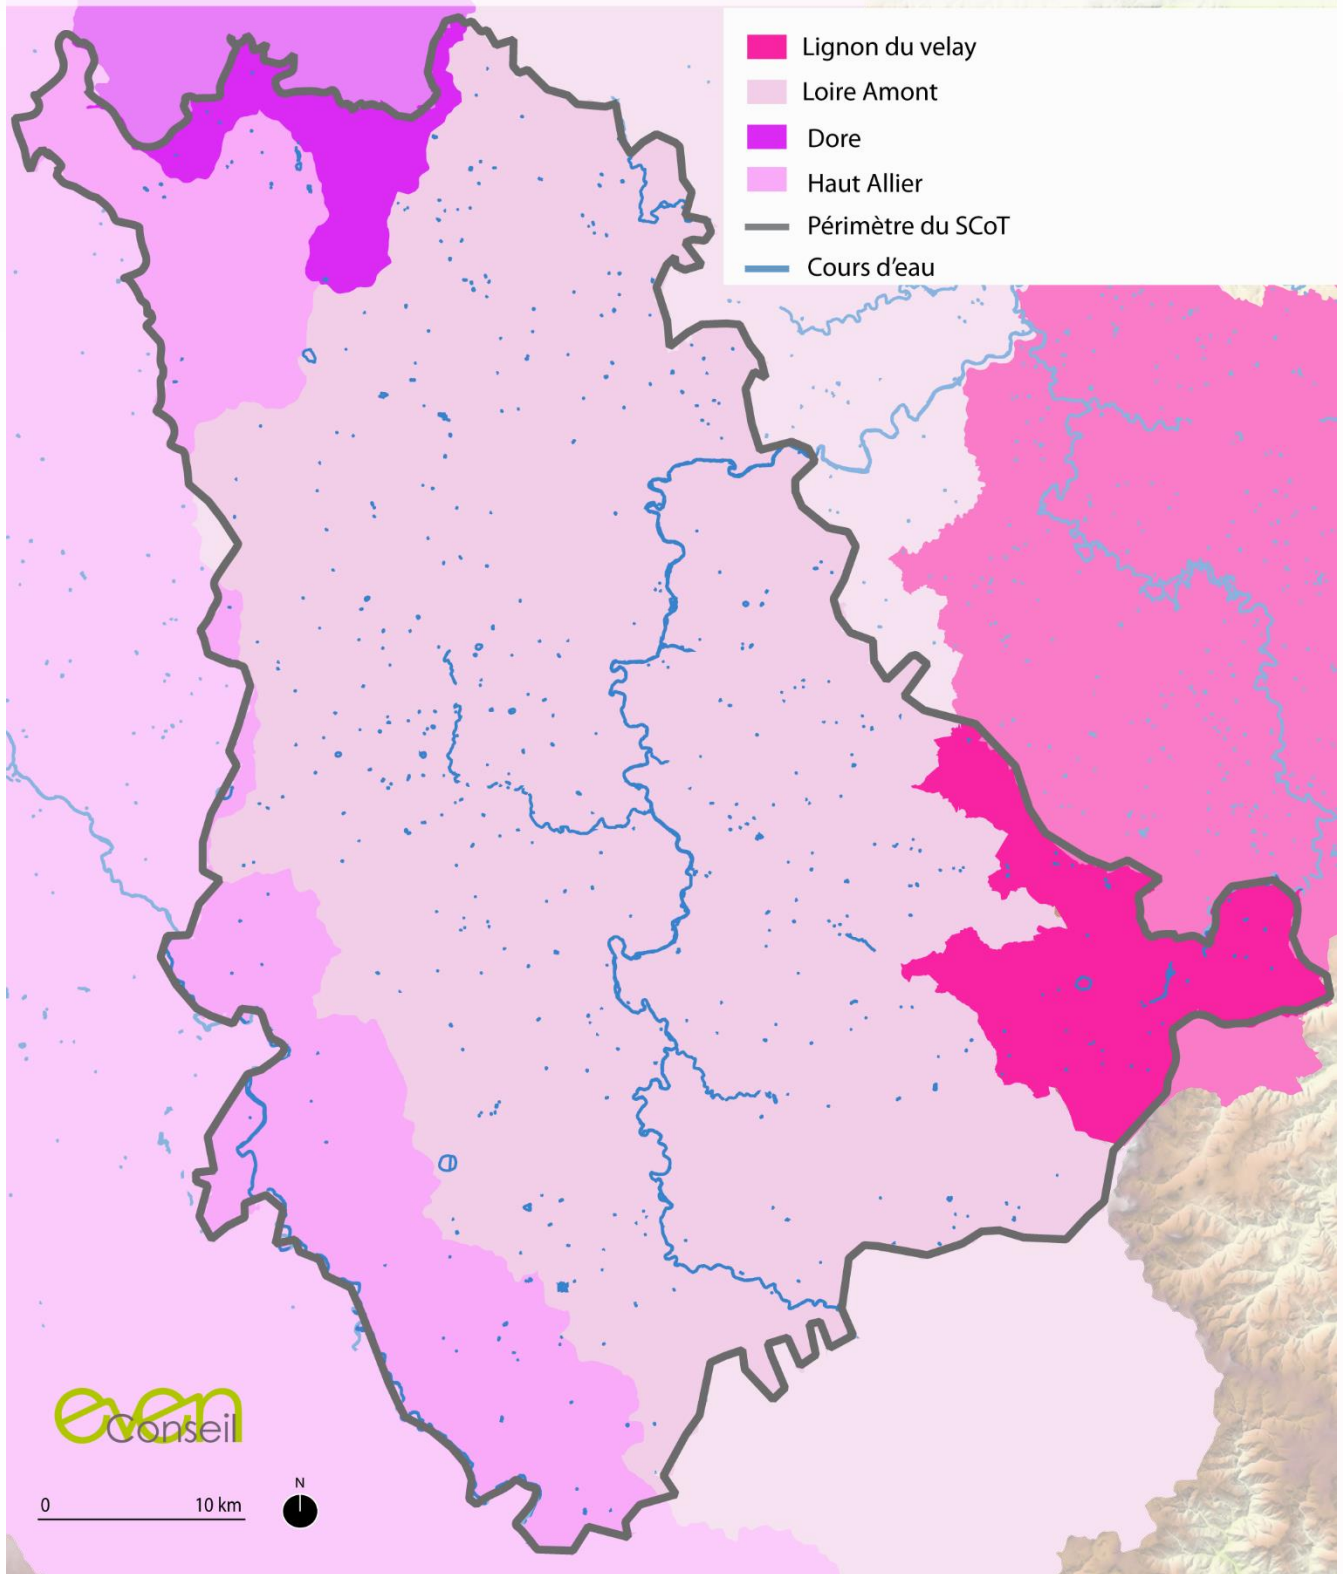 Lignon du velay
Loire Amont
Dore
Haut Allier
Périmètre du SCoT
Cours d'eau
even
Conseil
0 10 km
N